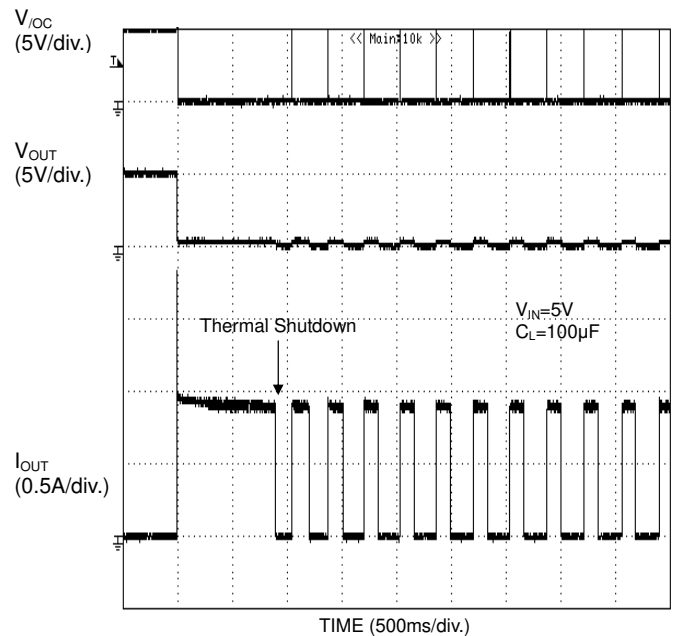 V/OC
(5V/div.)
<< Main:10k >>
T
VOUT
(5V/div.)
VIN=5V
CL=100µF
Thermal Shutdown
IOUT
(0.5A/div.)
TIME (500ms/div.)